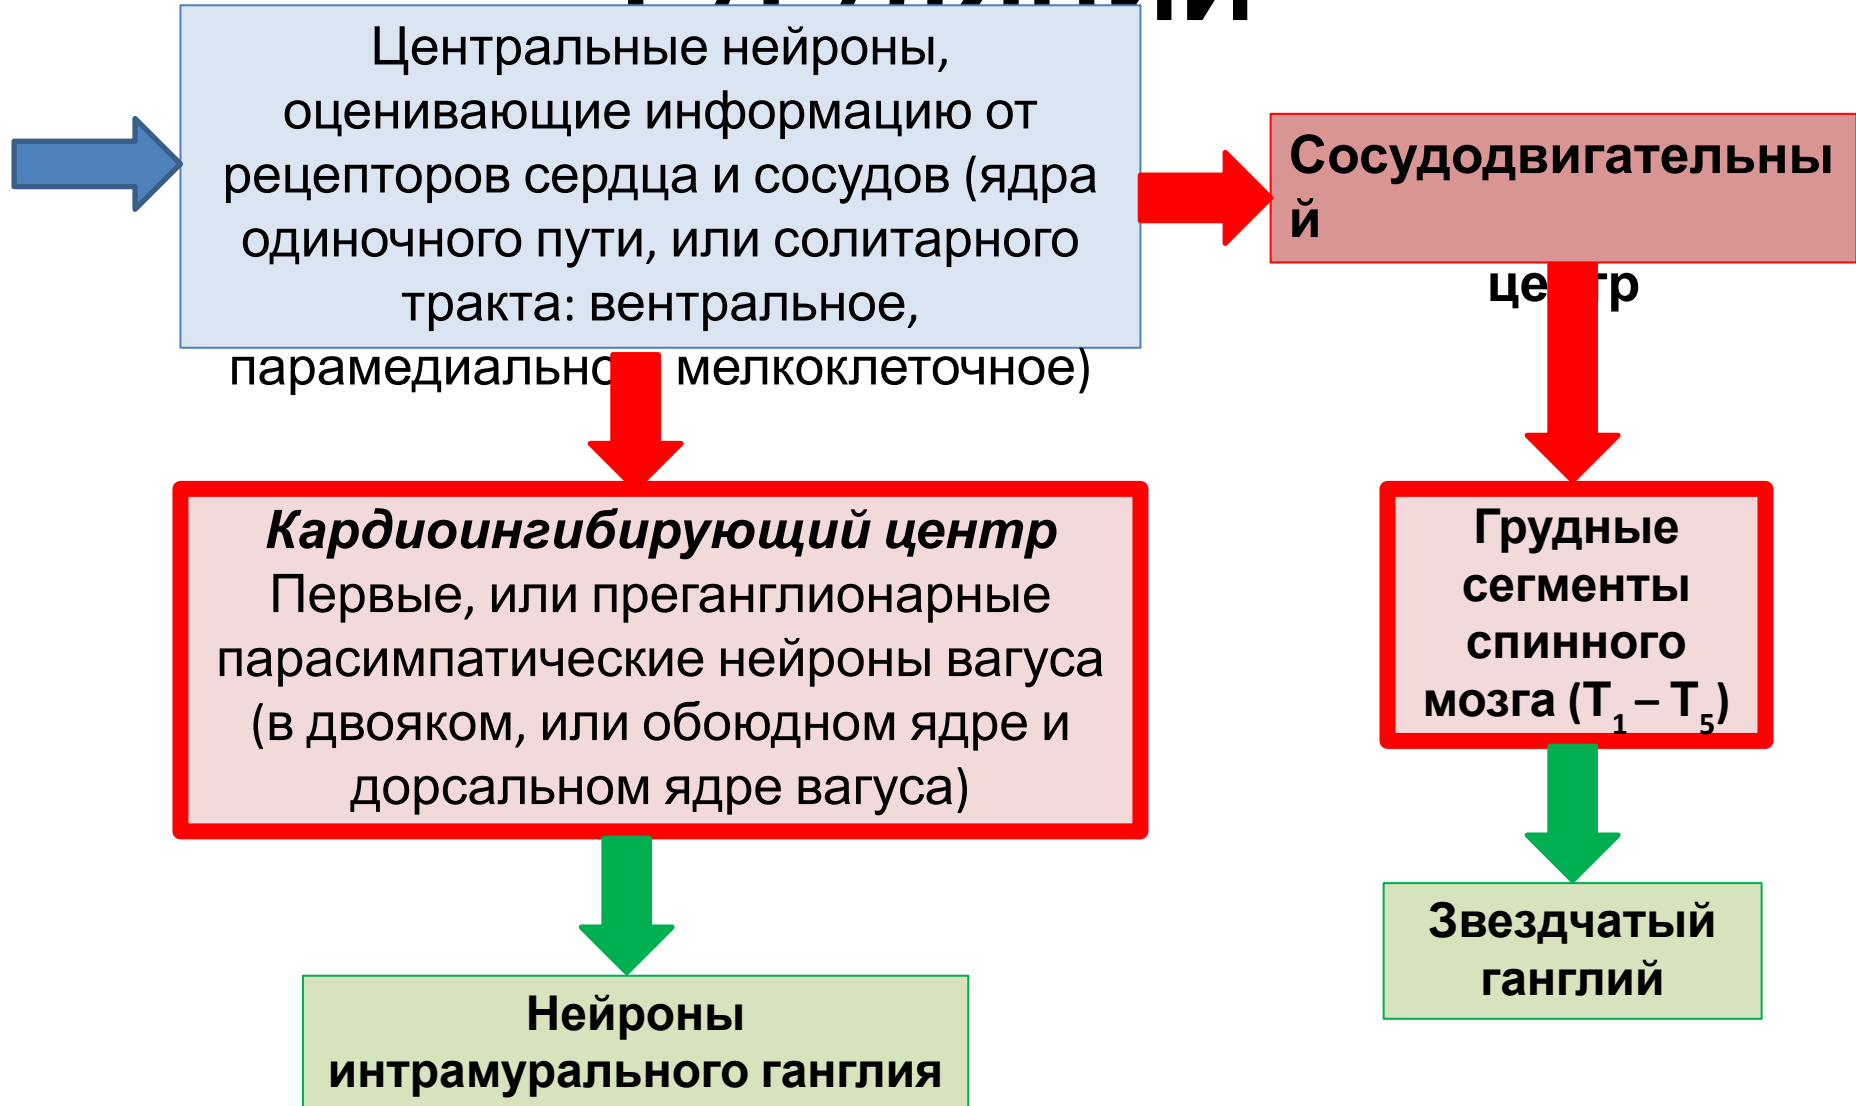 Центральные нейроны,
оценивающие информацию от
рецепторов сердца и сосудов (ядра
одиночного пути, или солитарного
тракта: вентральное,
мелкоклеточное)
Сосудодвигательны
й
Кардиоингибирующий центр
Первые, или преганглионарные
парасимпатические нейроны вагуса
(в двояком, или обоюдном ядре и
дорсальном ядре вагуса)
Грудные
сегменты
спинного
мозга (T1 – T5)
Звездчатый
ганглий
Нейроны
интрамурального ганглия